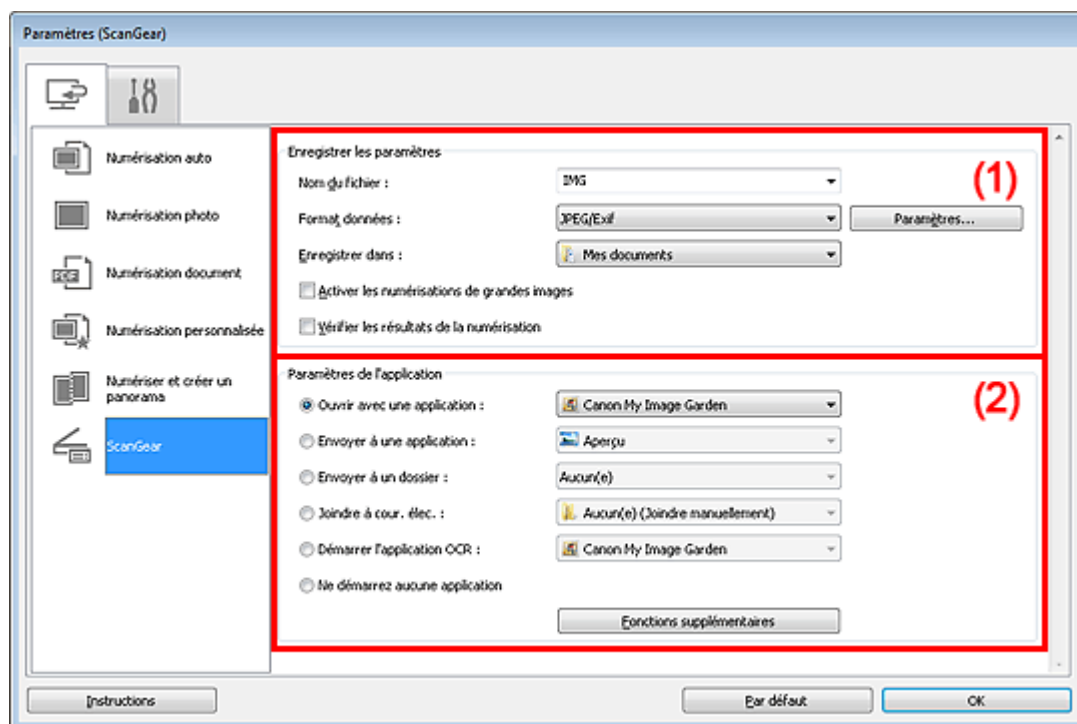 Paramètres (ScanGear)
Numérisation auto
Numérisation photo
PDF
Numérisation document
Numérisation personnalisée
Numériser et créer un
panorama
ScanGear
Enregistrer les paramètres
(1)
Nom du fichier : IMG
Format données : JPEG/Exif Paramètres...
Enregistrer dans : Mes documents
Activer les numérisations de grandes images
Vérifier les résultats de la numérisation
Paramètres de l'application
(2)
Ouvrir avec une application : Canon My Image Garden
Envoyer à une application : Aperçu
Envoyer à un dossier : Aucun(e)
Joindre à cour. élec. : Aucun(e) (Joindre manuellement)
Démarrer l'application OCR : Canon My Image Garden
Ne démarrez aucune application
Fonctions supplémentaires
Instructions Par défaut OK